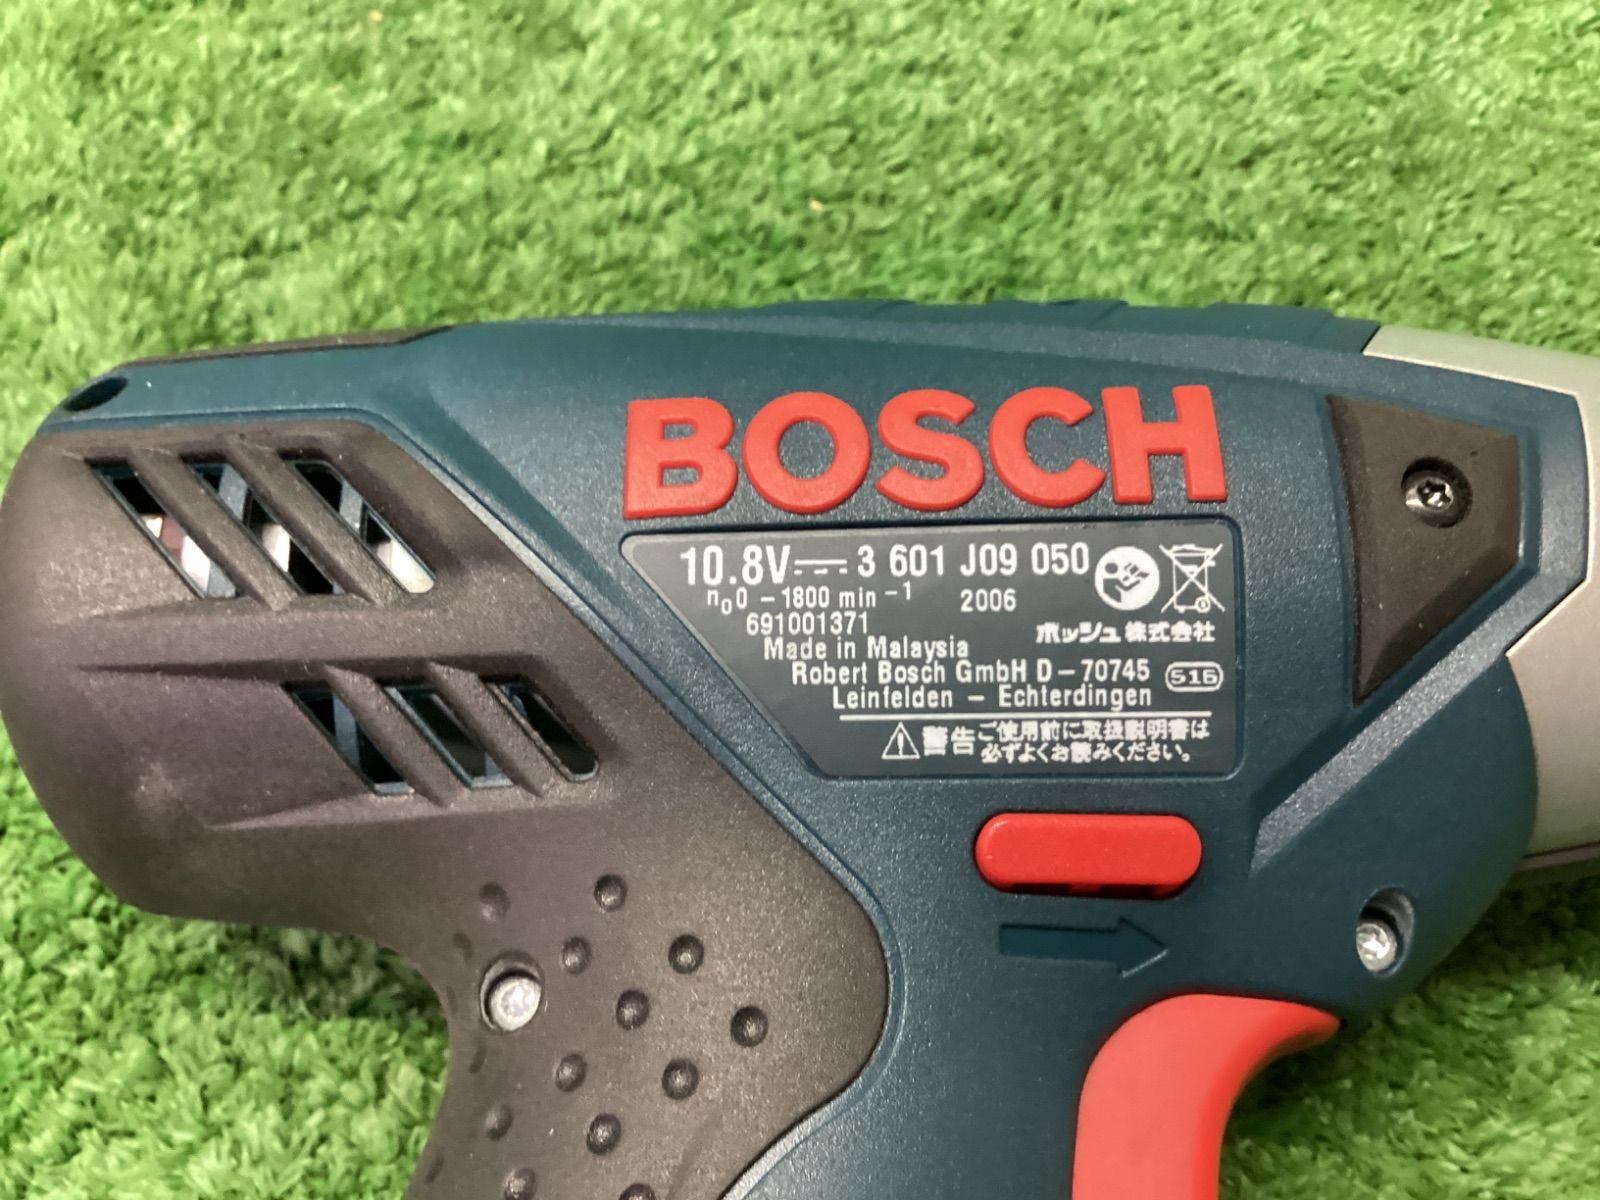 BOSCH
10.8V 3 601 J09 050
n₀0 - 1800 min⁻¹ 2006
691001371
ボッシュ株式会社
Made in Malaysia
Robert Bosch GmbH D-70745
Leinfelden - Echterdingen
516
警告 ご使用前に取扱説明書は
必ずよくお読みください。